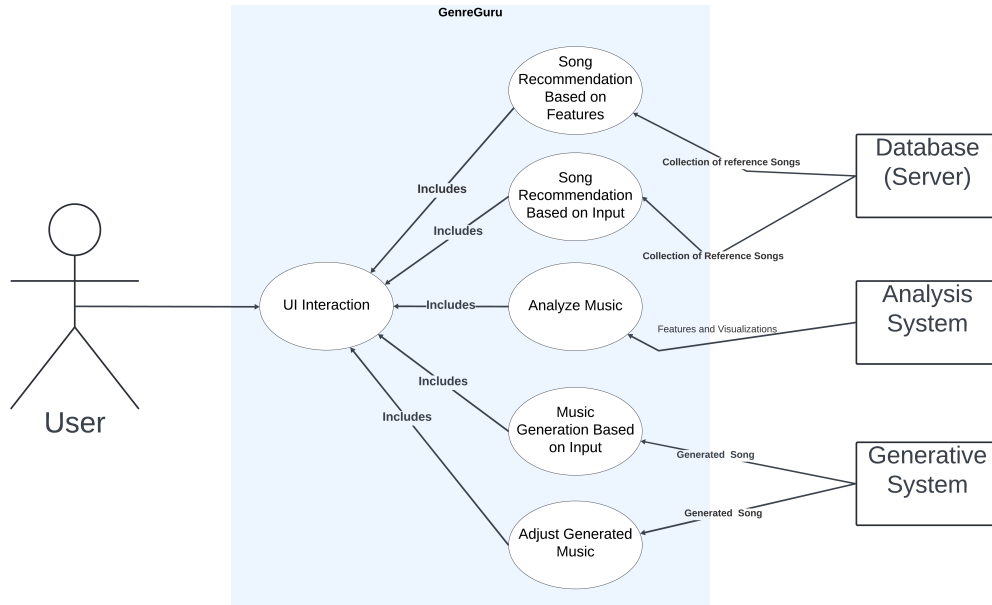 GenreGuru
Song
Recommendation
Based on
Features
Collection of reference Songs
Database
(Server)
Includes
Song
Recommendation
Based on Input
Includes
Collection of Reference Songs
UI Interaction
Includes
Analyze Music
Features and Visualizations
Analysis
System
Includes
Includes
Music
Generation Based
on Input
Generated  Song
Generative
System
User
Generated  Song
Adjust Generated
Music